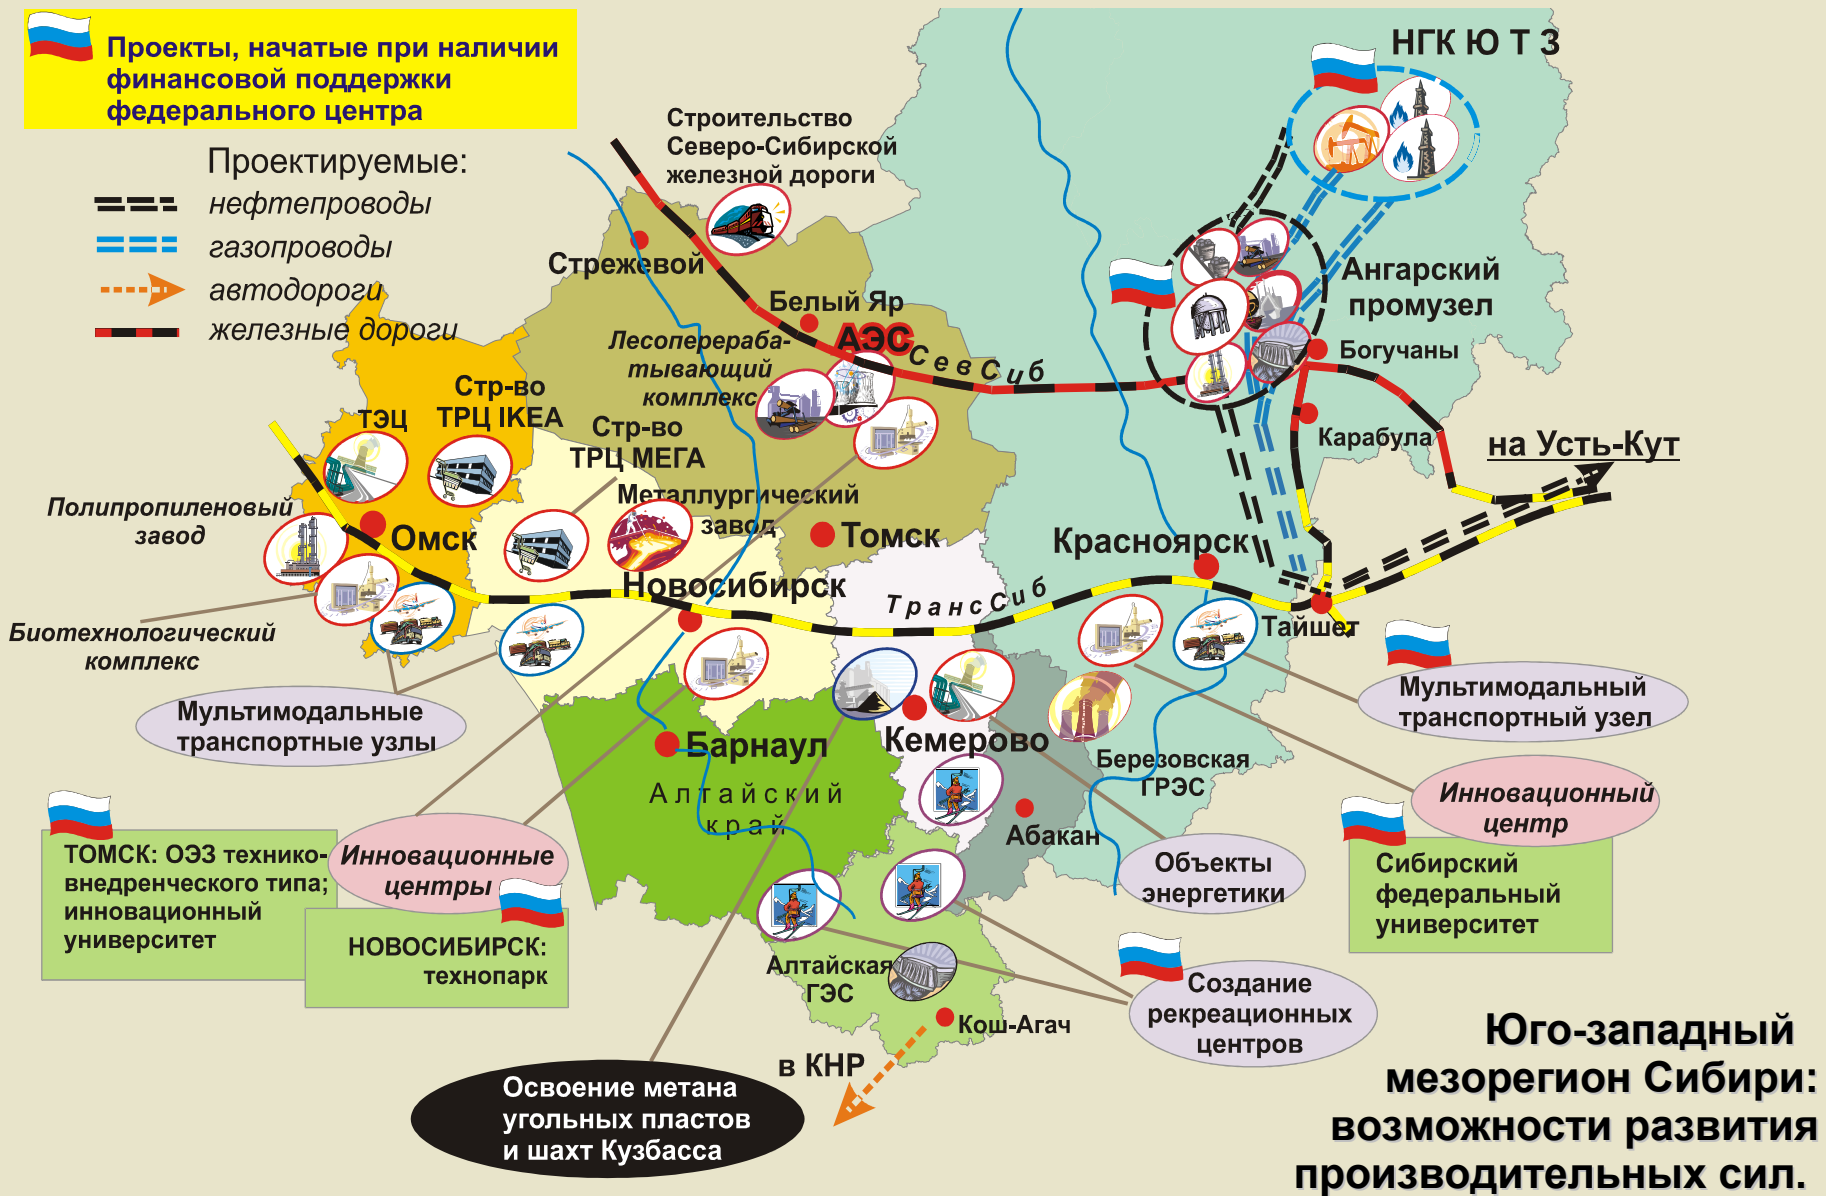 Проекты, начатые при наличии
финансовой поддержки
федерального центра
Проектируемые:
нефтепроводы
газопроводы
автодороги
железные дороги
НГК Ю Т З
Строительство
Северо-Сибирской
железной дороги
Стрежевой
Белый Яр
АЭС
СевСиб
Лесоперераба-
тывающий
комплекс
Ангарский
промузел
Богучаны
Карабула
на Усть-Кут
ТЭЦ
Стр-во
ТРЦ IKEA
Стр-во
ТРЦ МЕГА
Металлургический
завод
Полипропиленовый
завод
Омск
Томск
Красноярск
Новосибирск
ТрансСиб
Тайшет
Биотехнологический
комплекс
Мультимодальные
транспортные узлы
Мультимодальный
транспортный узел
Барнаул
Алтайский
край
Кемерово
Березовская
ГРЭС
Абакан
Инновационный
центр
Объекты
энергетики
Сибирский
федеральный
университет
ТОМСК: ОЭЗ технико-
внедренческого типа;
инновационный
университет
Инновационные
центры
НОВОСИБИРСК:
технопарк
Алтайская
ГЭС
Кош-Агач
в КНР
Создание
рекреационных
центров
Освоение метана
угольных пластов
и шахт Кузбасса
Юго-западный
мезорегион Сибири:
возможности развития
производительных сил.